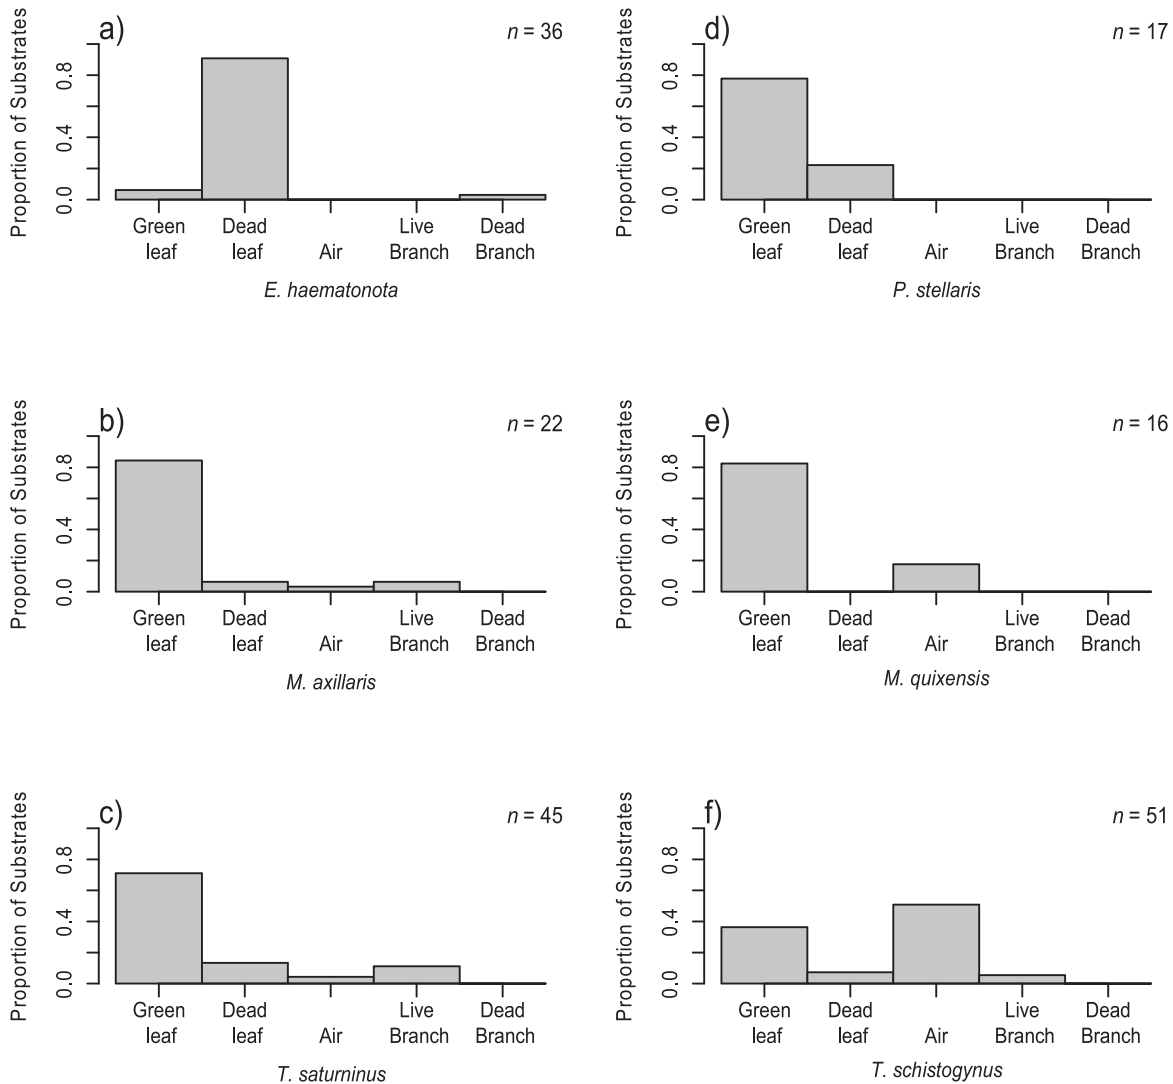 a)
n = 36
Proportion of Substrates
0.8
0.4
0.0
Green leaf
Dead leaf
Air
Live Branch
Dead Branch
E. haematonota
d)
n = 17
Proportion of Substrates
0.8
0.4
0.0
Green leaf
Dead leaf
Air
Live Branch
Dead Branch
P. stellaris
b)
n = 22
Proportion of Substrates
0.8
0.4
0.0
Green leaf
Dead leaf
Air
Live Branch
Dead Branch
M. axillaris
e)
n = 16
Proportion of Substrates
0.8
0.4
0.0
Green leaf
Dead leaf
Air
Live Branch
Dead Branch
M. quixensis
c)
n = 45
Proportion of Substrates
0.8
0.4
0.0
Green leaf
Dead leaf
Air
Live Branch
Dead Branch
T. saturninus
f)
n = 51
Proportion of Substrates
0.8
0.4
0.0
Green leaf
Dead leaf
Air
Live Branch
Dead Branch
T. schistogynus